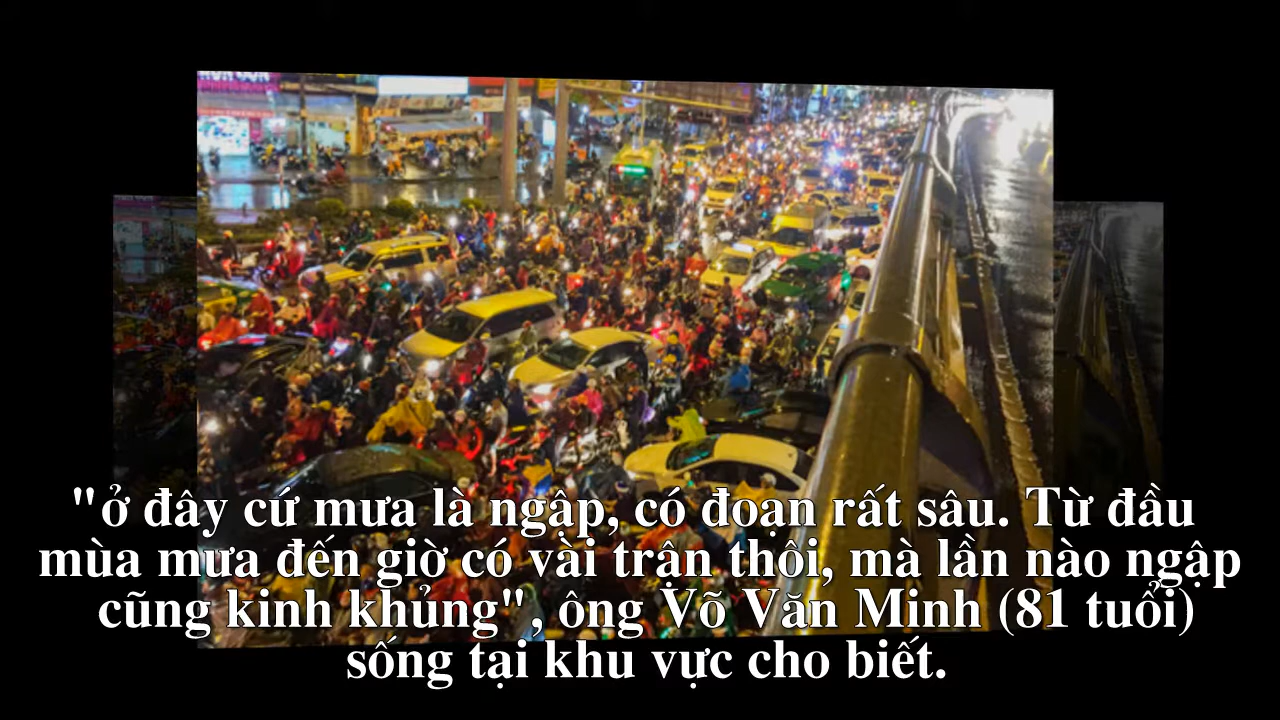 "ở đây cứ mưa là ngập, có đoạn rất sâu. Từ đầu
mùa mưa đến giờ có vài trận thôi, mà lần nào ngập
cũng kinh khủng", ông Võ Văn Minh (81 tuổi)
sống tại khu vực cho biết.